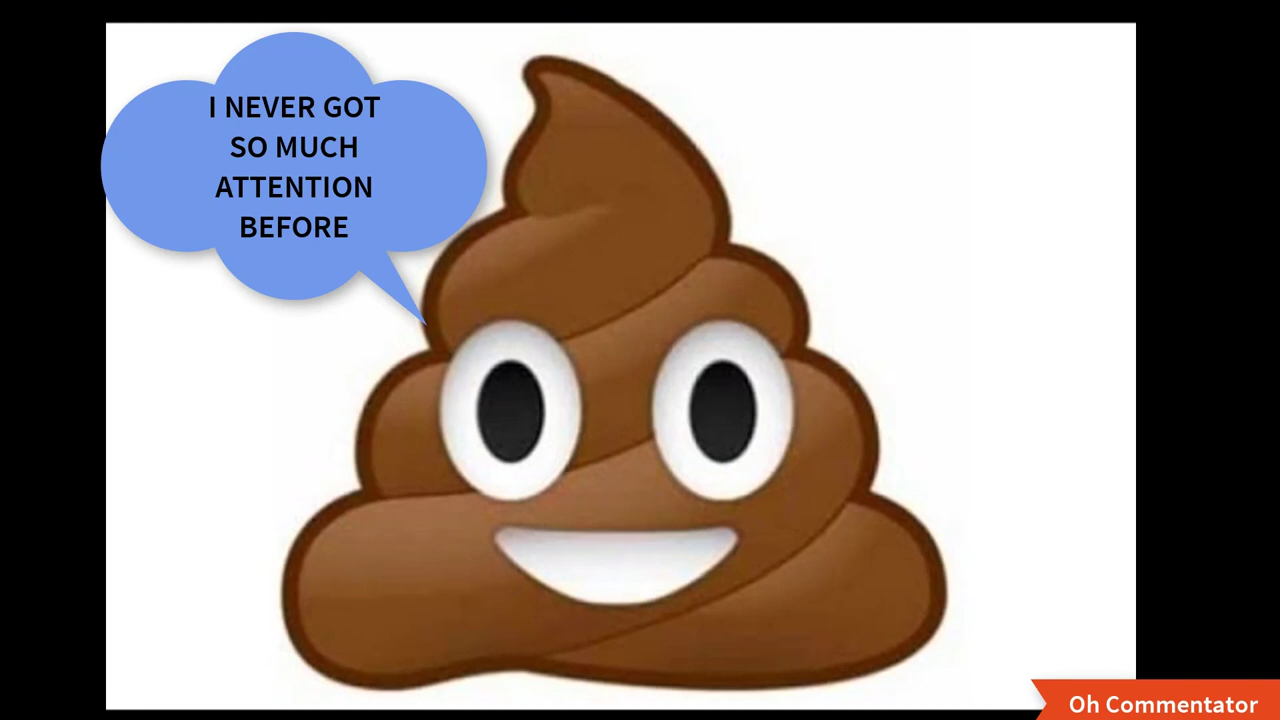 I NEVER GOT
SO MUCH
ATTENTION
BEFORE
Oh Commentator